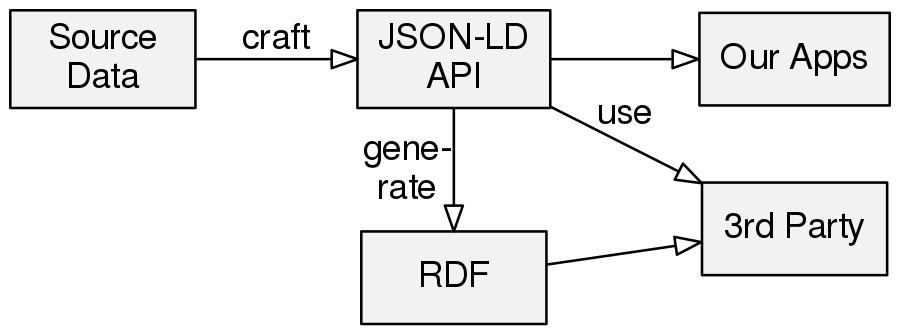 Source
Data
craft
JSON-LD
API
Our Apps
use
gene-
rate
3rd Party
RDF